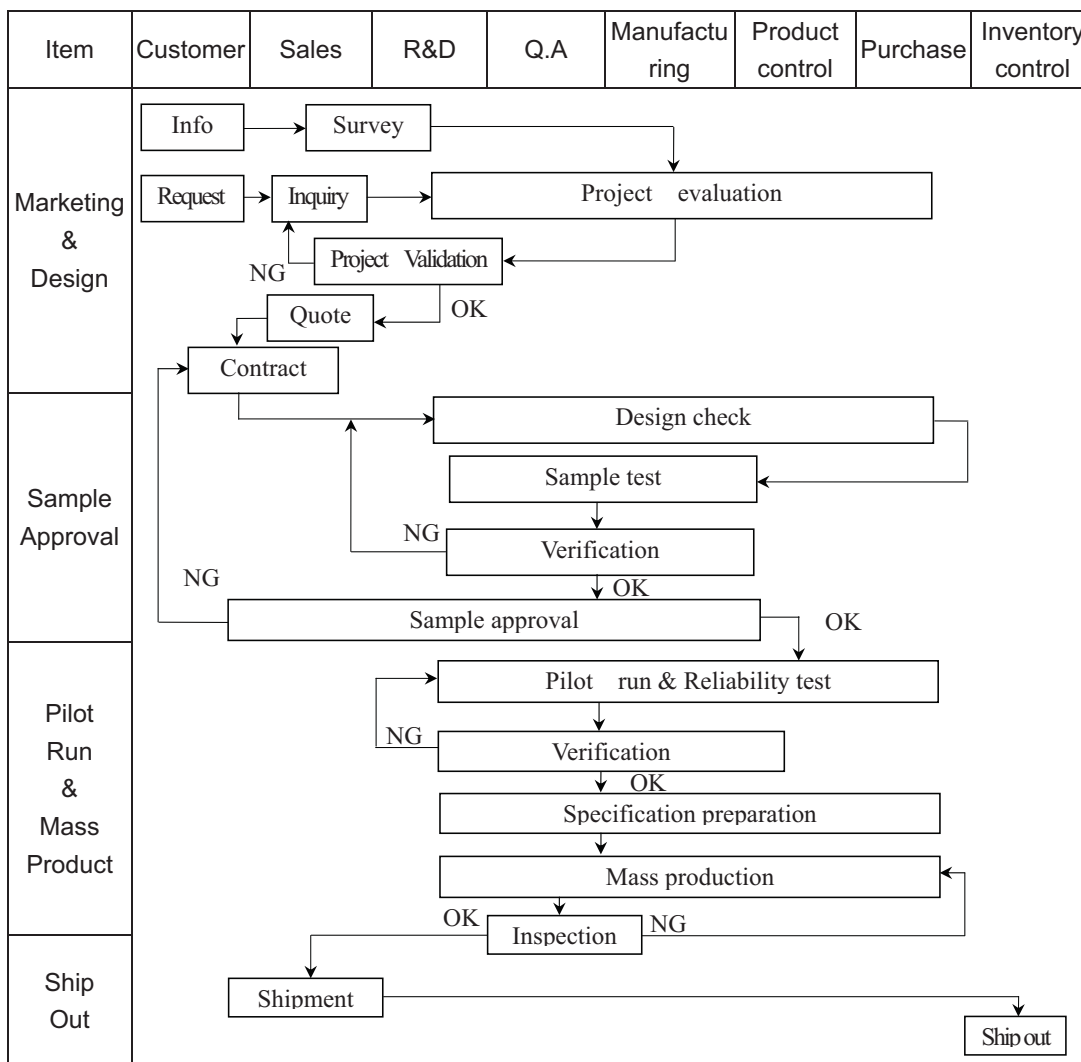 Item
Customer
Sales
R&D
Q.A
Manufactu
ring
Product
control
Purchase
Inventory
control
Marketing
&
Design
Info
Survey
Request
Inquiry
Project evaluation
Project Validation
NG
OK
Quote
Contract
Sample
Approval
Design check
Sample test
NG
Verification
NG
OK
Sample approval
OK
Pilot
Run
&
Mass
Product
Pilot run & Reliability test
NG
Verification
OK
Specification preparation
Mass production
OK
Inspection
NG
Ship
Out
Shipment
Ship out